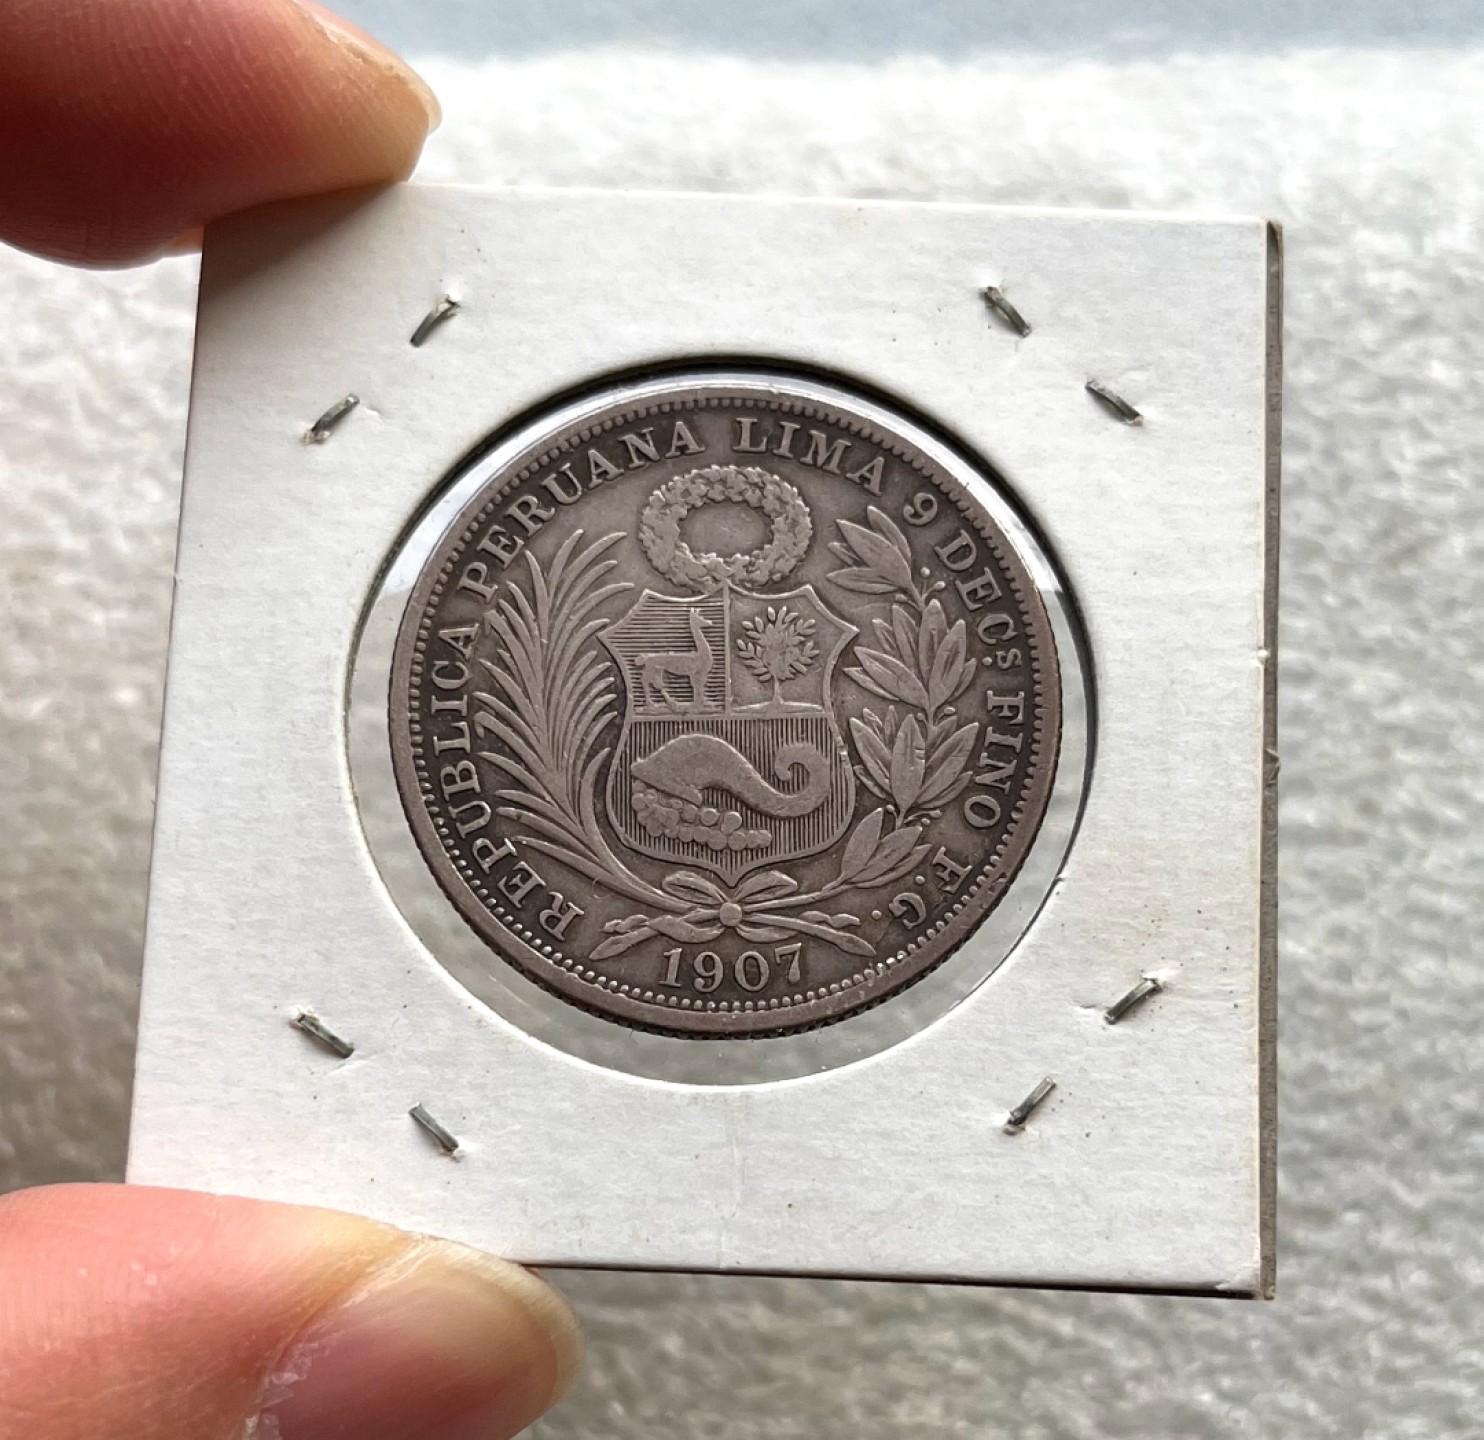 REPUBLICA PERUANA LIMA 9 DECs. FINO F.G.
1907